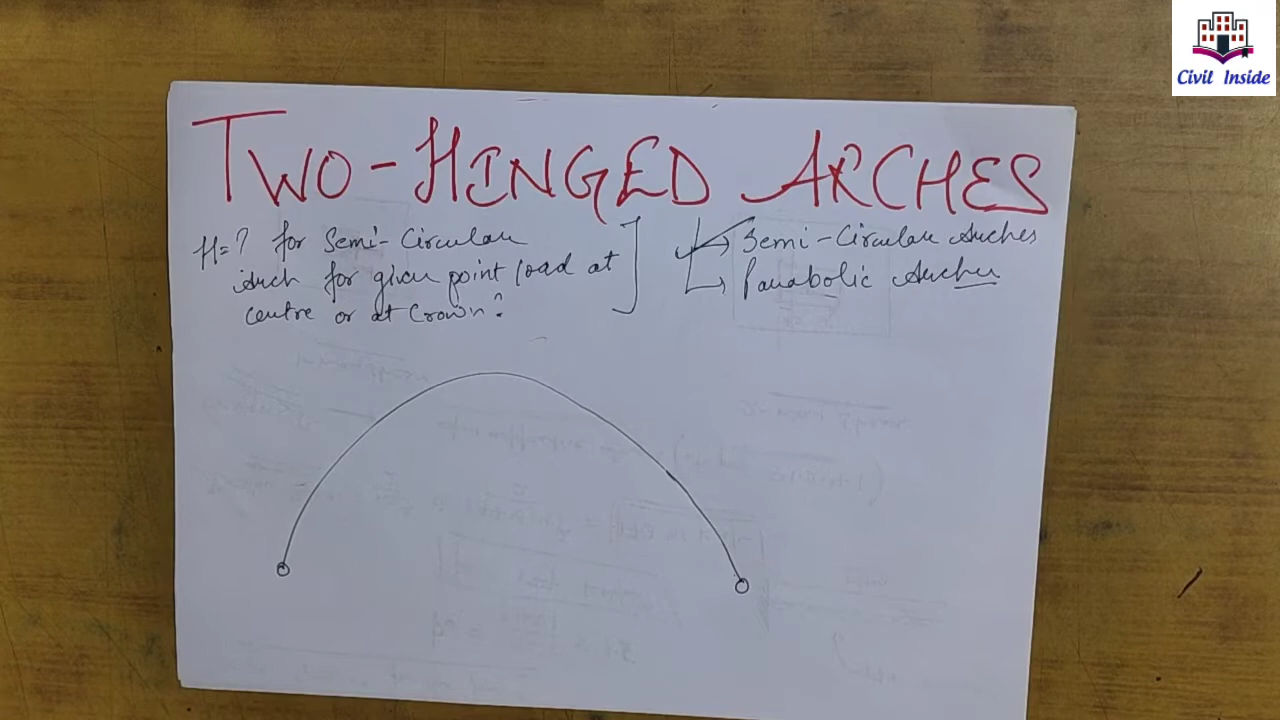 TWO-HINGED ARCHES
H=? for Semi-Circular
Arch for given point load at
centre or at Crown?
Semi-Circular Arches
Parabolic Arches
Civil Inside